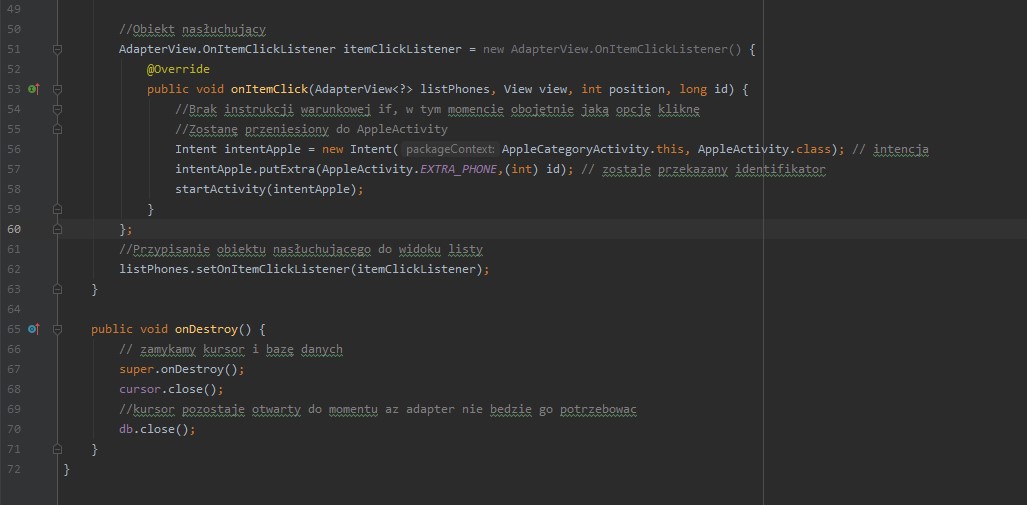 49
50 //Obiekt nasłuchujący
51 AdapterView.OnItemClickListener itemClickListener = new AdapterView.OnItemClickListener() {
52 @Override
53 public void onItemClick(AdapterView<?> listPhones, View view, int position, long id) {
54 //Brak instrukcji warunkowej if, w tym momencie obojętnie jaką opcję kliknę
55 //Zostanę przeniesiony do AppleActivity
56 Intent intentApple = new Intent( packageContext: AppleCategoryActivity.this, AppleActivity.class); // intencja
57 intentApple.putExtra(AppleActivity.EXTRA_PHONE,(int) id); // zostaje przekazany identyfikator
58 startActivity(intentApple);
59 }
60 };
61 //Przypisanie obiektu nasłuchującego do widoku listy
62 listPhones.setOnItemClickListener(itemClickListener);
63 }
64
65 public void onDestroy() {
66 // zamykamy kursor i bazę danych
67 super.onDestroy();
68 cursor.close();
69 //kursor pozostaje otwarty do momentu az adapter nie bedzie go potrzebowac
70 db.close();
71 }
72 }